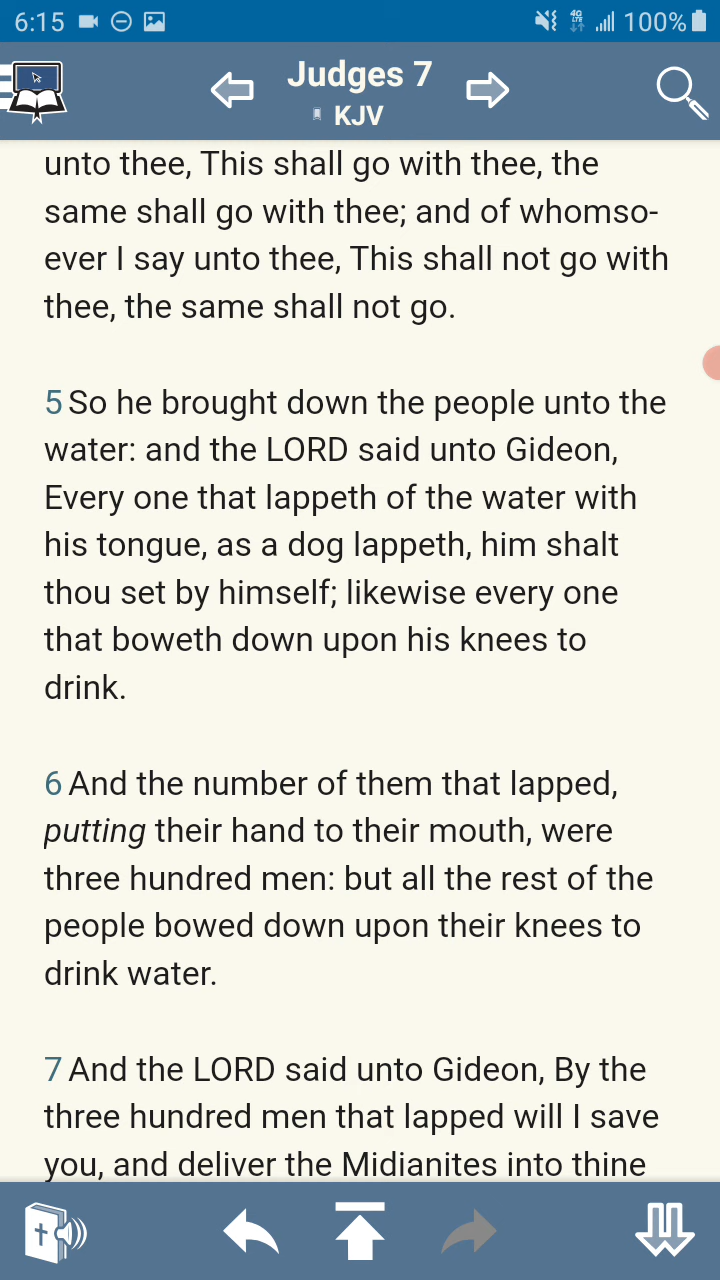 6:15
4G
LTE
100%
Judges 7
KJV
unto thee, This shall go with thee, the
same shall go with thee; and of whomso-
ever I say unto thee, This shall not go with
thee, the same shall not go.
5 So he brought down the people unto the
water: and the LORD said unto Gideon,
Every one that lappeth of the water with
his tongue, as a dog lappeth, him shalt
thou set by himself; likewise every one
that boweth down upon his knees to
drink.
6 And the number of them that lapped,
putting their hand to their mouth, were
three hundred men: but all the rest of the
people bowed down upon their knees to
drink water.
7 And the LORD said unto Gideon, By the
three hundred men that lapped will I save
you, and deliver the Midianites into thine